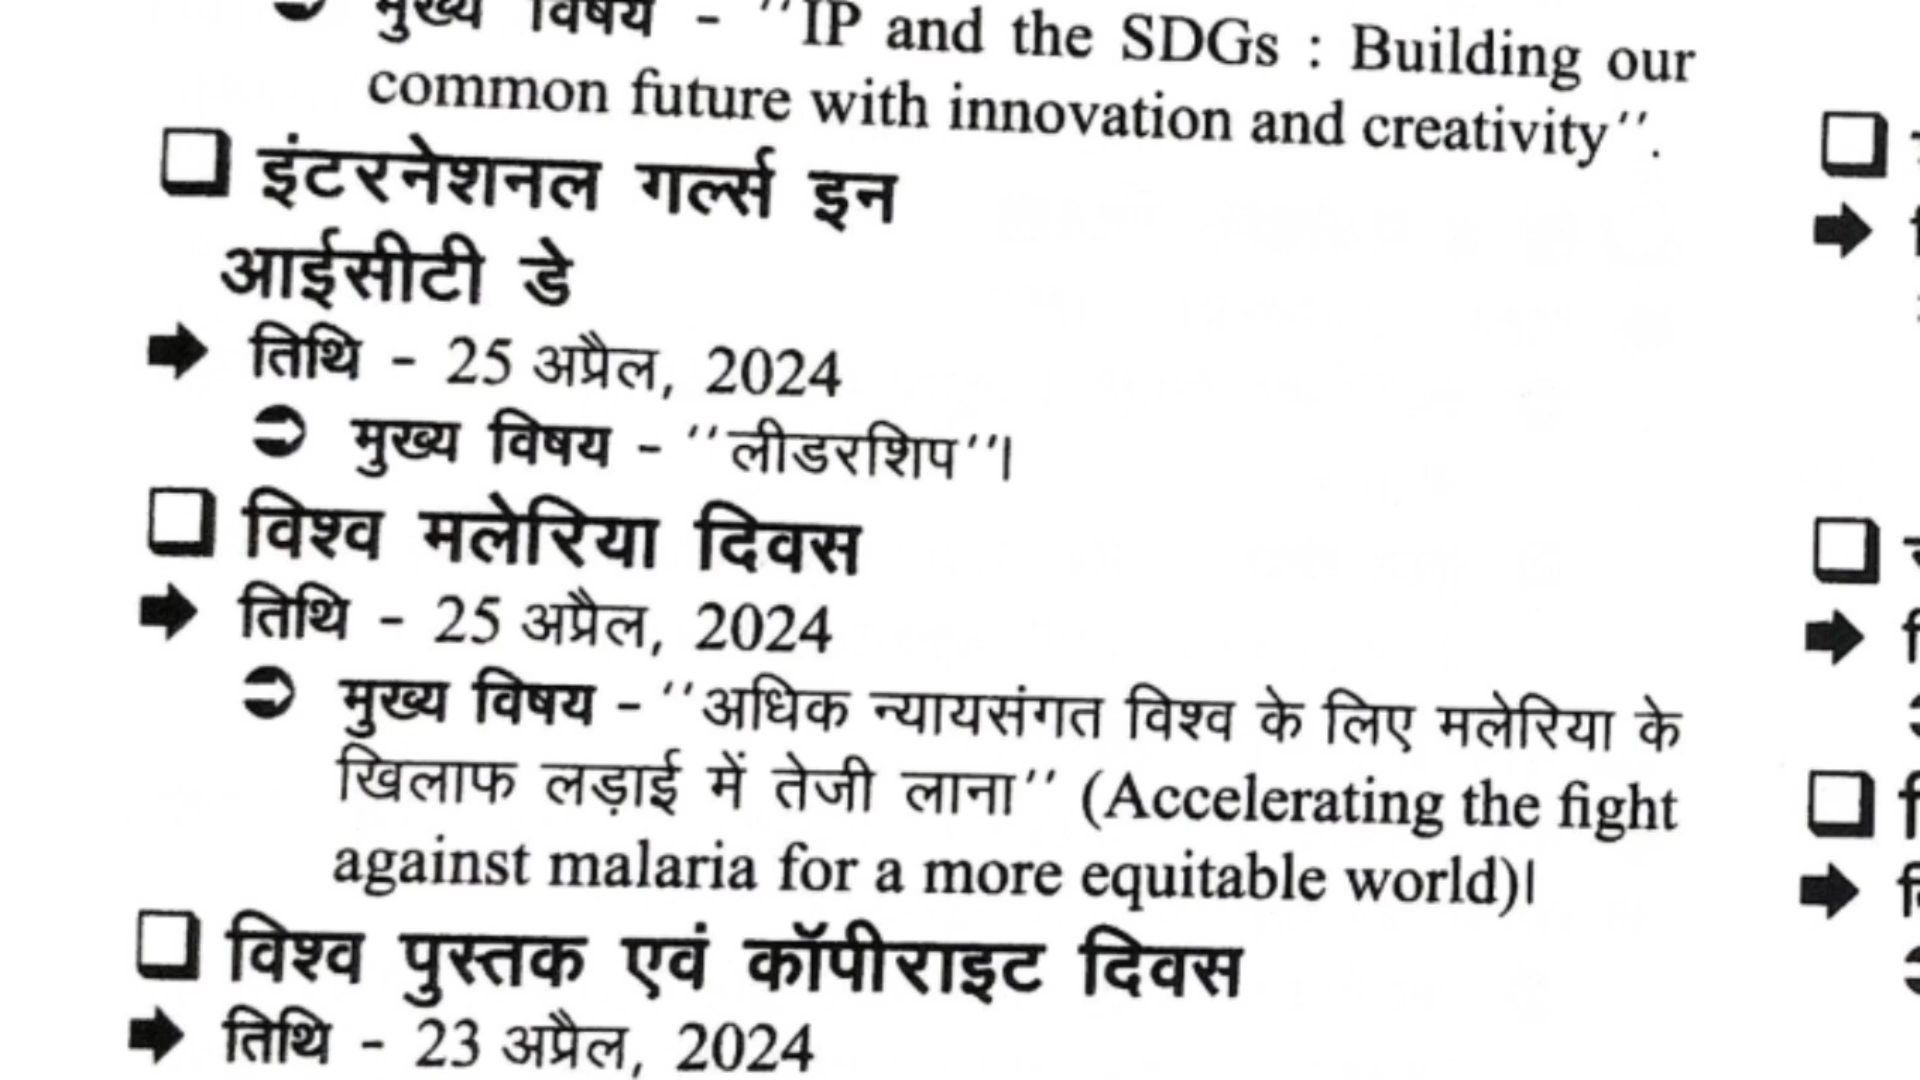 मुख्य विषय - ''IP and the SDGs : Building our
common future with innovation and creativity''.
इंटरनेशनल गर्ल्स इन
आईसीटी डे
तिथि - 25 अप्रैल, 2024
मुख्य विषय - ''लीडरशिप''।
विश्व मलेरिया दिवस
तिथि - 25 अप्रैल, 2024
मुख्य विषय - ''अधिक न्यायसंगत विश्व के लिए मलेरिया के
खिलाफ लड़ाई में तेजी लाना'' (Accelerating the fight
against malaria for a more equitable world)।
विश्व पुस्तक एवं कॉपीराइट दिवस
तिथि - 23 अप्रैल, 2024